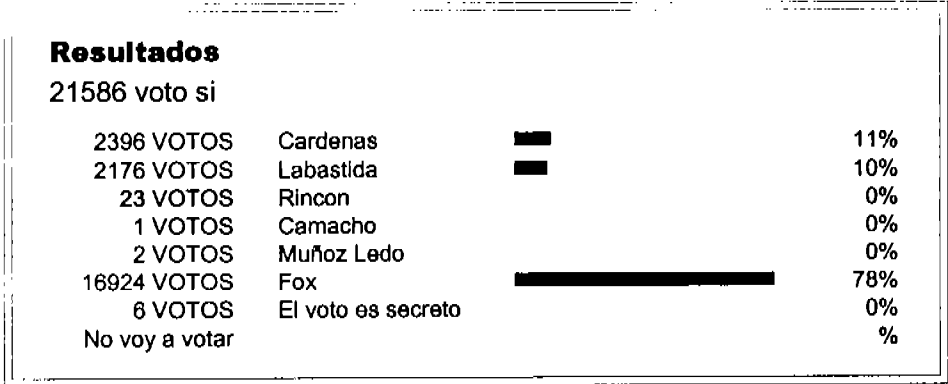 Resultados
21586 voto si
2396 VOTOS Cardenas 11%
2176 VOTOS Labastida 10%
23 VOTOS Rincon 0%
1 VOTOS Camacho 0%
2 VOTOS Muñoz Ledo 0%
16924 VOTOS Fox 78%
6 VOTOS El voto es secreto 0%
No voy a votar %